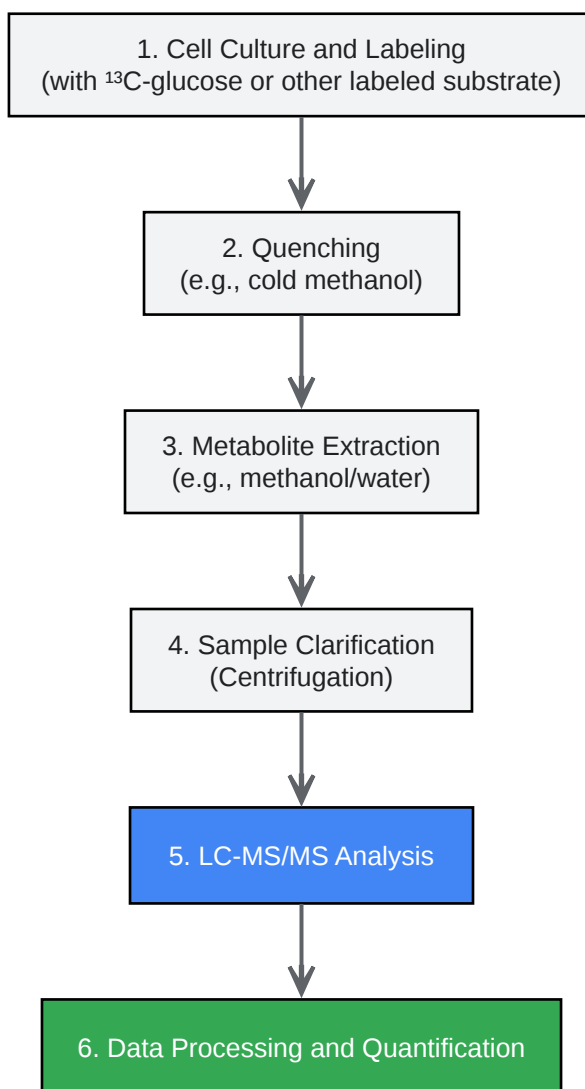 1. Cell Culture and Labeling
(with ¹³C-glucose or other labeled substrate)
2. Quenching
(e.g., cold methanol)
3. Metabolite Extraction
(e.g., methanol/water)
4. Sample Clarification
(Centrifugation)
5. LC-MS/MS Analysis
6. Data Processing and Quantification